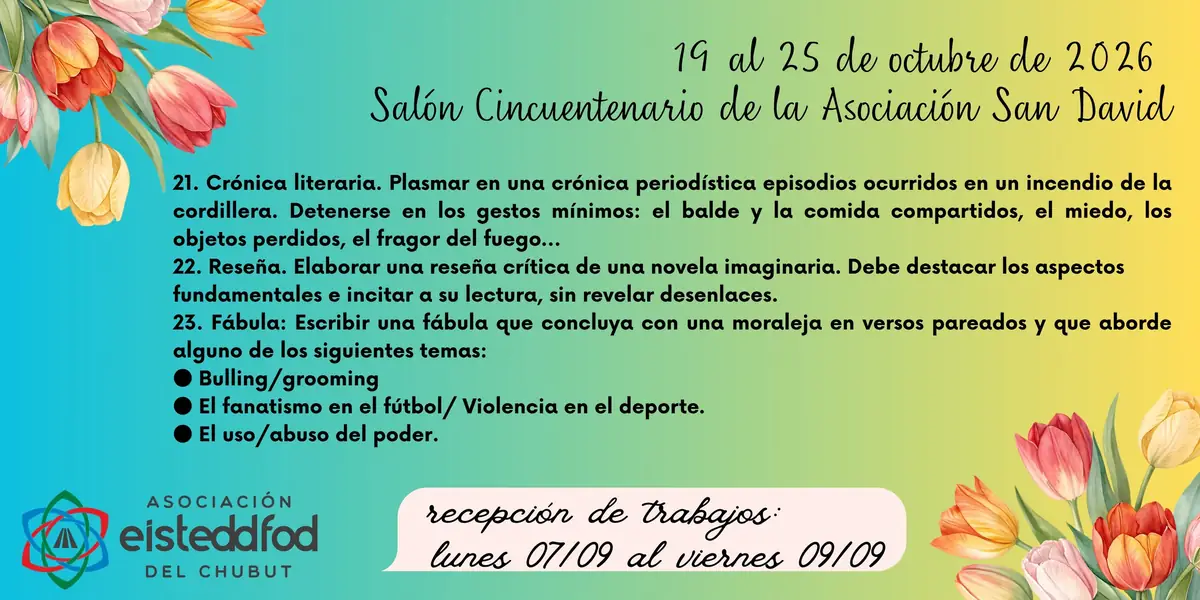 19 al 25 de octubre de 2026
Salón Cincuentenario de la Asociación San David
21. Crónica literaria. Plasmar en una crónica periodística episodios ocurridos en un incendio de la
cordillera. Detenerse en los gestos mínimos: el balde y la comida compartidos, el miedo, los
objetos perdidos, el fragor del fuego...
22. Reseña. Elaborar una reseña crítica de una novela imaginaria. Debe destacar los aspectos
fundamentales e incitar a su lectura, sin revelar desenlaces.
23. Fábula: Escribir una fábula que concluya con una moraleja en versos pareados y que aborde
alguno de los siguientes temas:
● Bulling/grooming
● El fanatismo en el fútbol/ Violencia en el deporte.
● El uso/abuso del poder.
ASOCIACIÓN
eisteddfod
DEL CHUBUT
recepción de trabajos:
lunes 07/09 al viernes 09/09